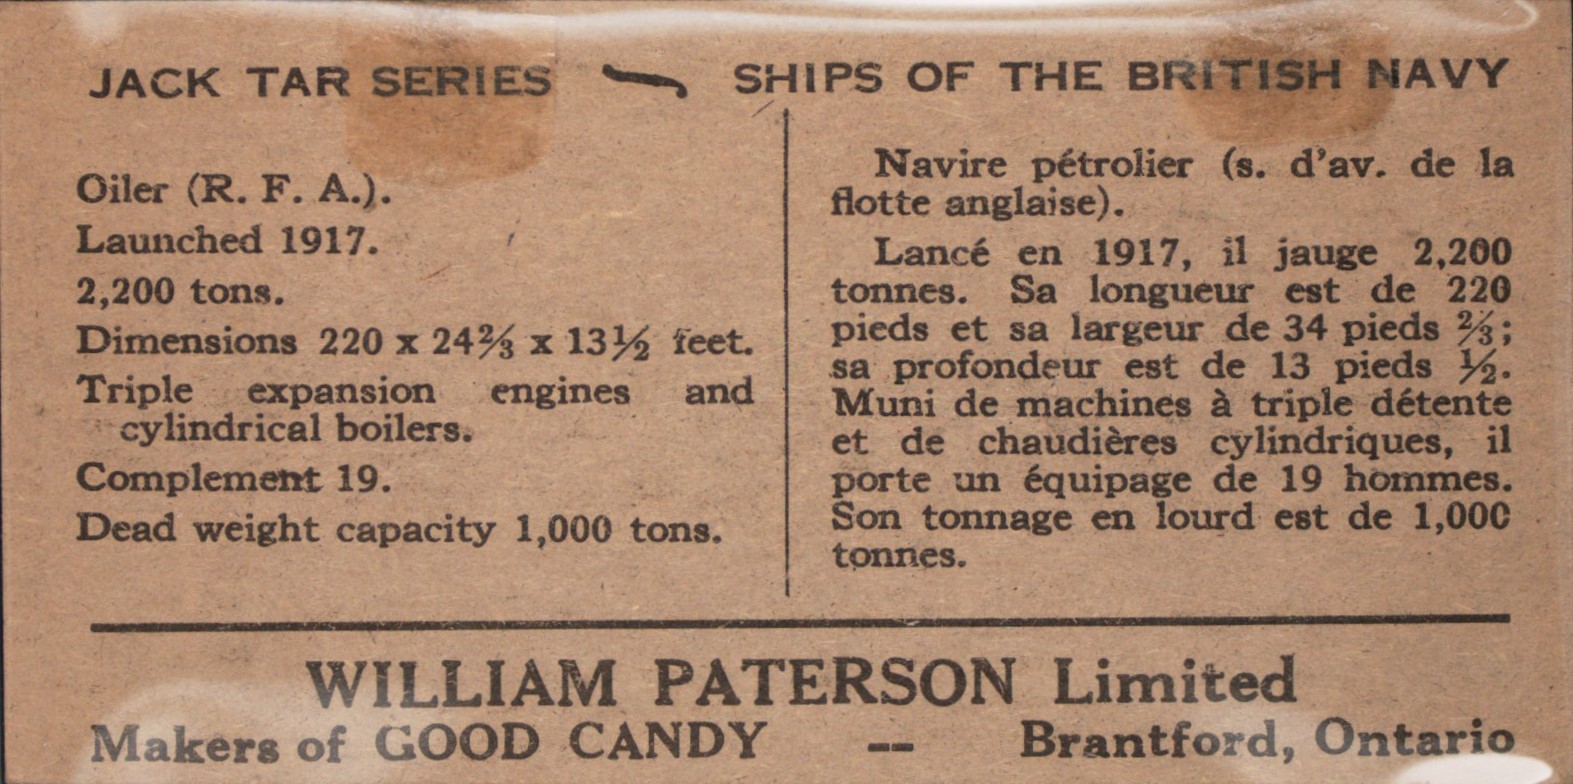 JACK TAR SERIES ~ SHIPS OF THE BRITISH NAVY
Oiler (R. F. A.).
Launched 1917.
2,200 tons.
Dimensions 220 x 24⅔ x 13½ feet.
Triple expansion engines and
cylindrical boilers.
Complement 19.
Dead weight capacity 1,000 tons.
Navire pétrolier (s. d'av. de la
flotte anglaise).
Lancé en 1917, il jauge 2,200
tonnes. Sa longueur est de 220
pieds et sa largeur de 34 pieds ⅔;
sa profondeur est de 13 pieds ½.
Muni de machines à triple détente
et de chaudières cylindriques, il
porte un équipage de 19 hommes.
Son tonnage en lourd est de 1,000
tonnes.
WILLIAM PATERSON Limited
Makers of GOOD CANDY -- Brantford, Ontario